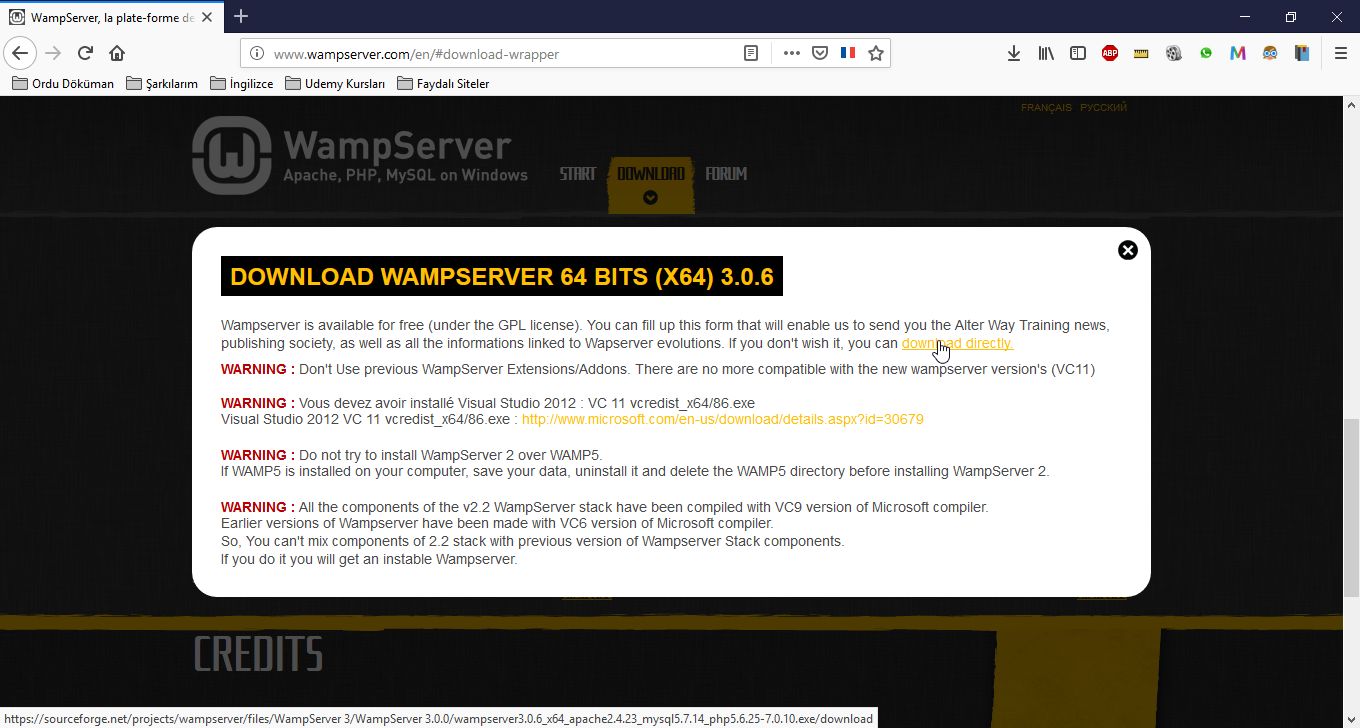 WampServer, la plate-forme de
www.wampserver.com/en/#download-wrapper
ABP
M
Ordu Döküman
Şarkılarım
İngilizce
Udemy Kursları
Faydalı Siteler
FRANÇAIS РУССКИЙ
WampServer
Apache, PHP, MySQL on Windows
START DOWNLOAD FORUM
DOWNLOAD WAMPSERVER 64 BITS (X64) 3.0.6
Wampserver is available for free (under the GPL license). You can fill up this form that will enable us to send you the Alter Way Training news,
publishing society, as well as all the informations linked to Wapserver evolutions. If you don't wish it, you can download directly.
WARNING : Don't Use previous WampServer Extensions/Addons. There are no more compatible with the new wampserver version's (VC11)
WARNING : Vous devez avoir installé Visual Studio 2012 : VC 11 vcredist_x64/86.exe
Visual Studio 2012 VC 11 vcredist_x64/86.exe : http://www.microsoft.com/en-us/download/details.aspx?id=30679
WARNING : Do not try to install WampServer 2 over WAMP5.
If WAMP5 is installed on your computer, save your data, uninstall it and delete the WAMP5 directory before installing WampServer 2.
WARNING : All the components of the v2.2 WampServer stack have been compiled with VC9 version of Microsoft compiler.
Earlier versions of Wampserver have been made with VC6 version of Microsoft compiler.
So, You can't mix components of 2.2 stack with previous version of Wampserver Stack components.
If you do it you will get an instable Wampserver.
CREDITS
https://sourceforge.net/projects/wampserver/files/WampServer 3/WampServer 3.0.0/wampserver3.0.6_x64_apache2.4.23_mysql5.7.14_php5.6.25-7.0.10.exe/download